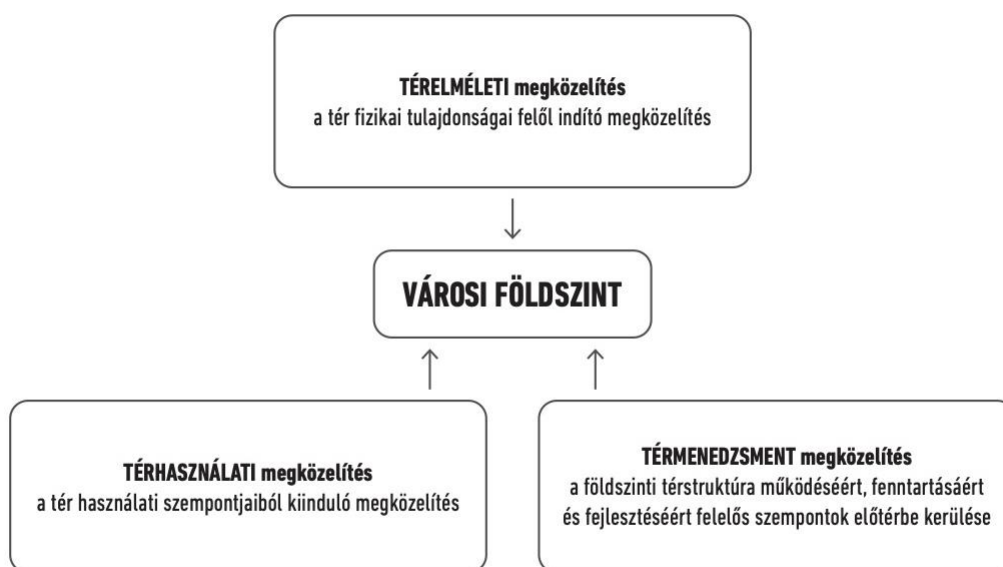 TÉRELMÉLETI megközelítés
a tér fizikai tulajdonságai felől indító megközelítés
VÁROSI FÖLDSZINT
TÉRHASZNÁLATI megközelítés
a tér használati szempontjaiból kiinduló megközelítés
TÉRMENEDZSMENT megközelítés
a földszinti térstruktúra működéséért, fenntartásáért
és fejlesztéséért felelős szempontok előtérbe kerülése